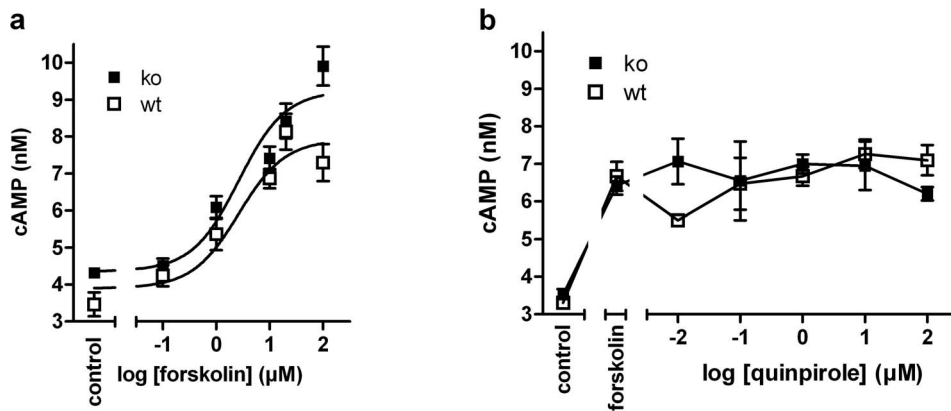 a
10
9
8
7
6
5
4
3
cAMP (nM)
ko
wt
control
-1 0 1 2
log [forskolin] (µM)
b
10
9
8
7
6
5
4
3
cAMP (nM)
ko
wt
control
forskolin
-2 -1 0 1 2
log [quinpirole] (µM)